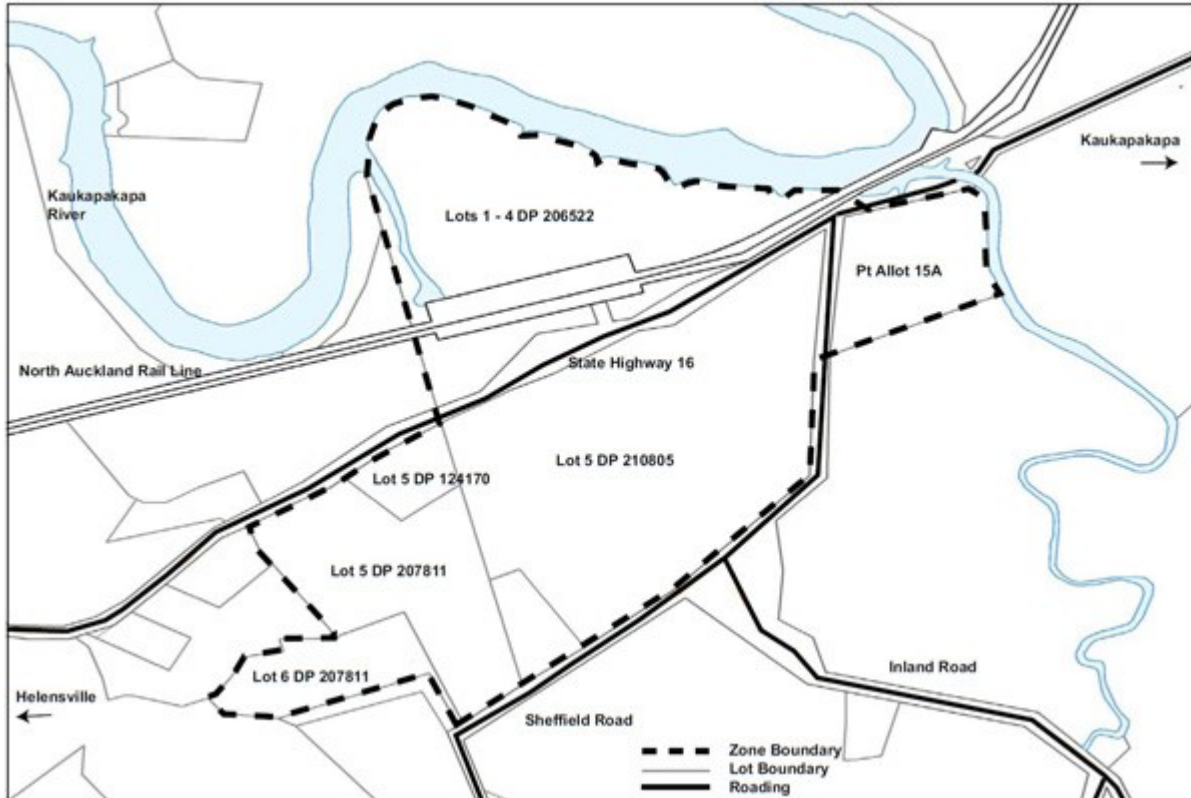 Kaukapakapa
Kaukapakapa
River
Lots 1 - 4 DP 206522
Pt Allot 15A
North Auckland Rail Line
State Highway 16
Lot 5 DP 210805
Lot 5 DP 124170
Lot 5 DP 207811
Lot 6 DP 207811
Inland Road
Helensville
Sheffield Road
Zone Boundary
Lot Boundary
Roading